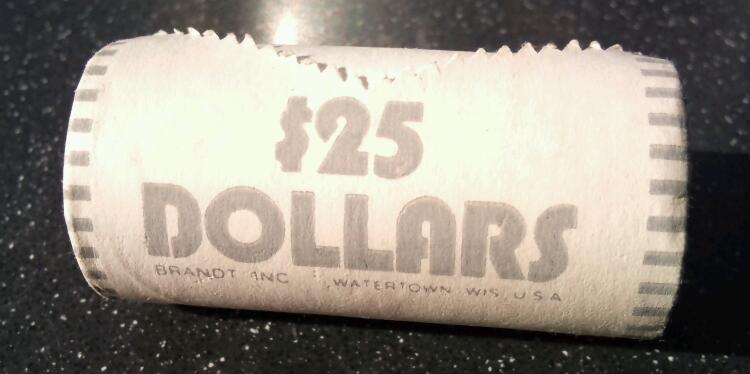 $25
DOLLARS
BRANDT INC WATERTOWN WIS, USA